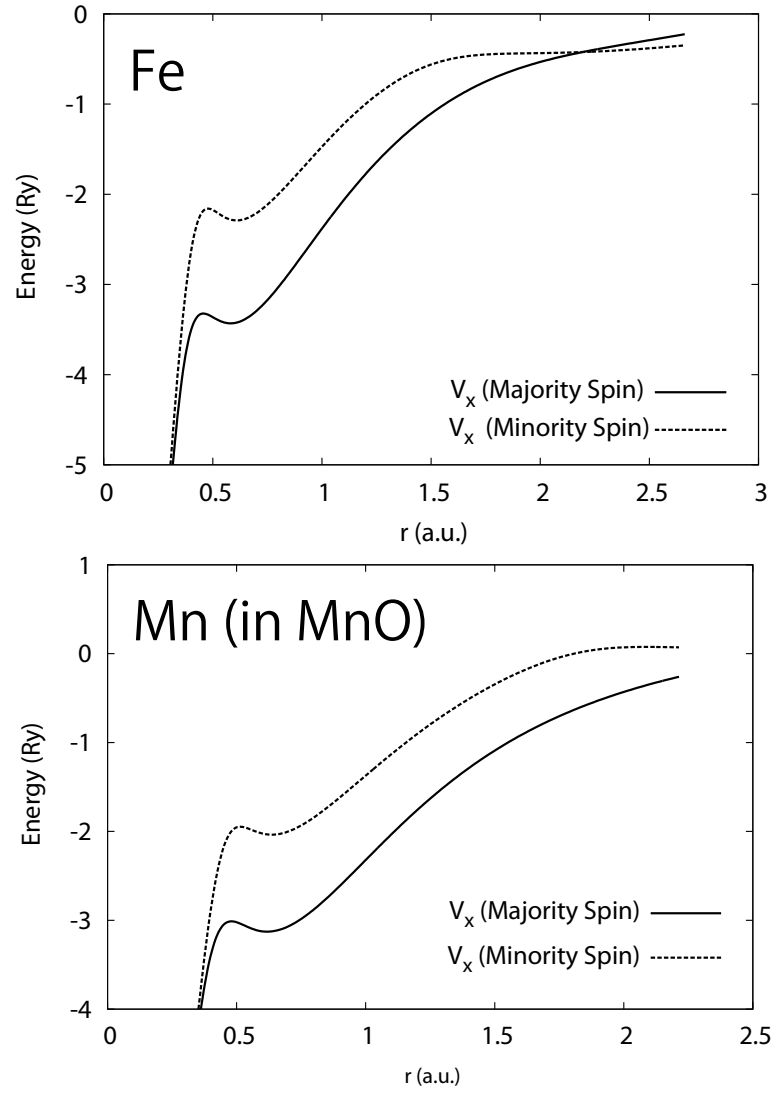 Fe
0
-1
-2
-3
-4
-5
Energy (Ry)
V_x (Majority Spin)
V_x (Minority Spin)
0 0.5 1 1.5 2 2.5 3
r (a.u.)
Mn (in MnO)
1
0
-1
-2
-3
-4
Energy (Ry)
V_x (Majority Spin)
V_x (Minority Spin)
0 0.5 1 1.5 2 2.5
r (a.u.)